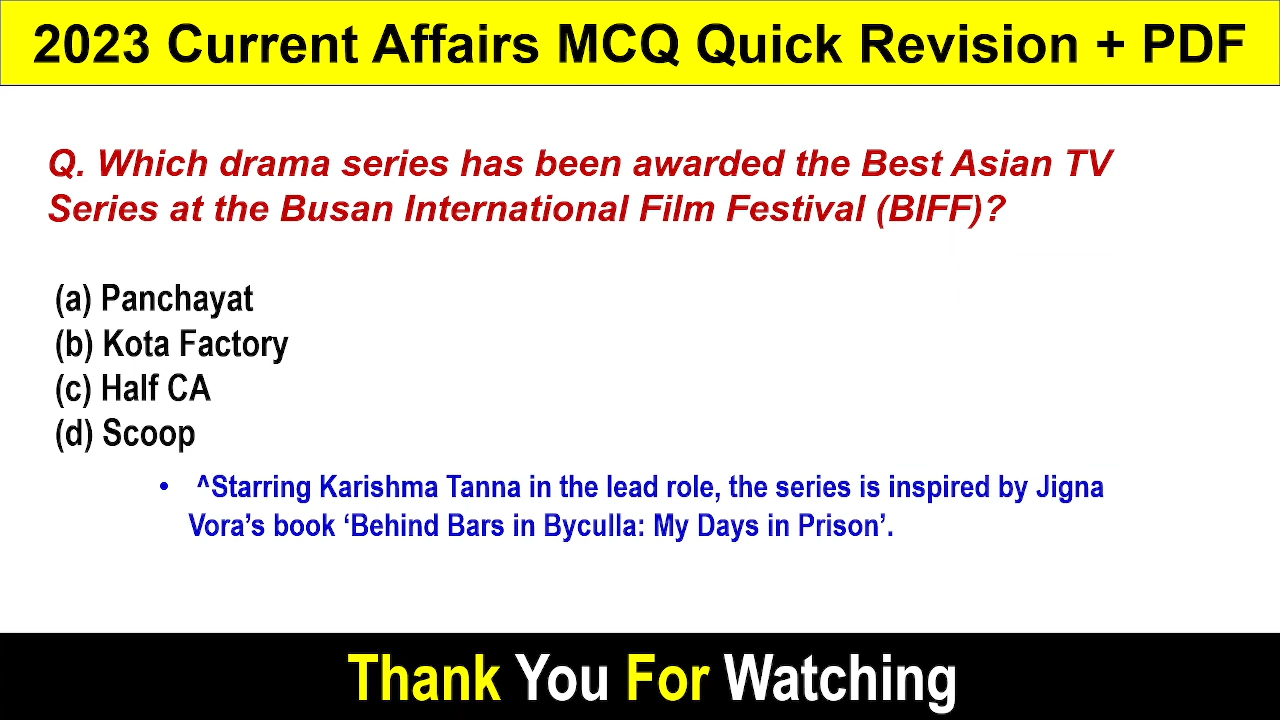 2023 Current Affairs MCQ Quick Revision + PDF
Q. Which drama series has been awarded the Best Asian TV
Series at the Busan International Film Festival (BIFF)?
(a) Panchayat
(b) Kota Factory
(c) Half CA
(d) Scoop
• ^Starring Karishma Tanna in the lead role, the series is inspired by Jigna
Vora’s book ‘Behind Bars in Byculla: My Days in Prison’.
Thank You For Watching